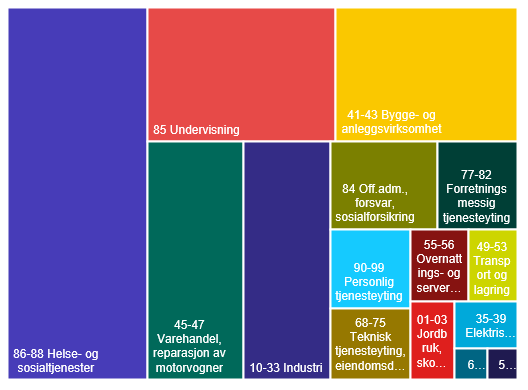 85 Undervisning
41-43 Bygge- og
anleggsvirksomhet
86-88 Helse- og
sosialtjenester
45-47
Varehandel,
reparasjon av
motorvogner
10-33 Industri
84 Off.adm.,
forsvar,
sosialforsikring
77-82
Forretnings
messig
tjenesteyting
90-99
Personlig
tjenesteyting
55-56
Overnatt
ings- og
server...
49-53
Transp
ort og
lagring
68-75
Teknisk
tjenesteyting,
eiendomsd...
01-03
Jordb
ruk,
sko...
35-39
Elektris...
6...
5...